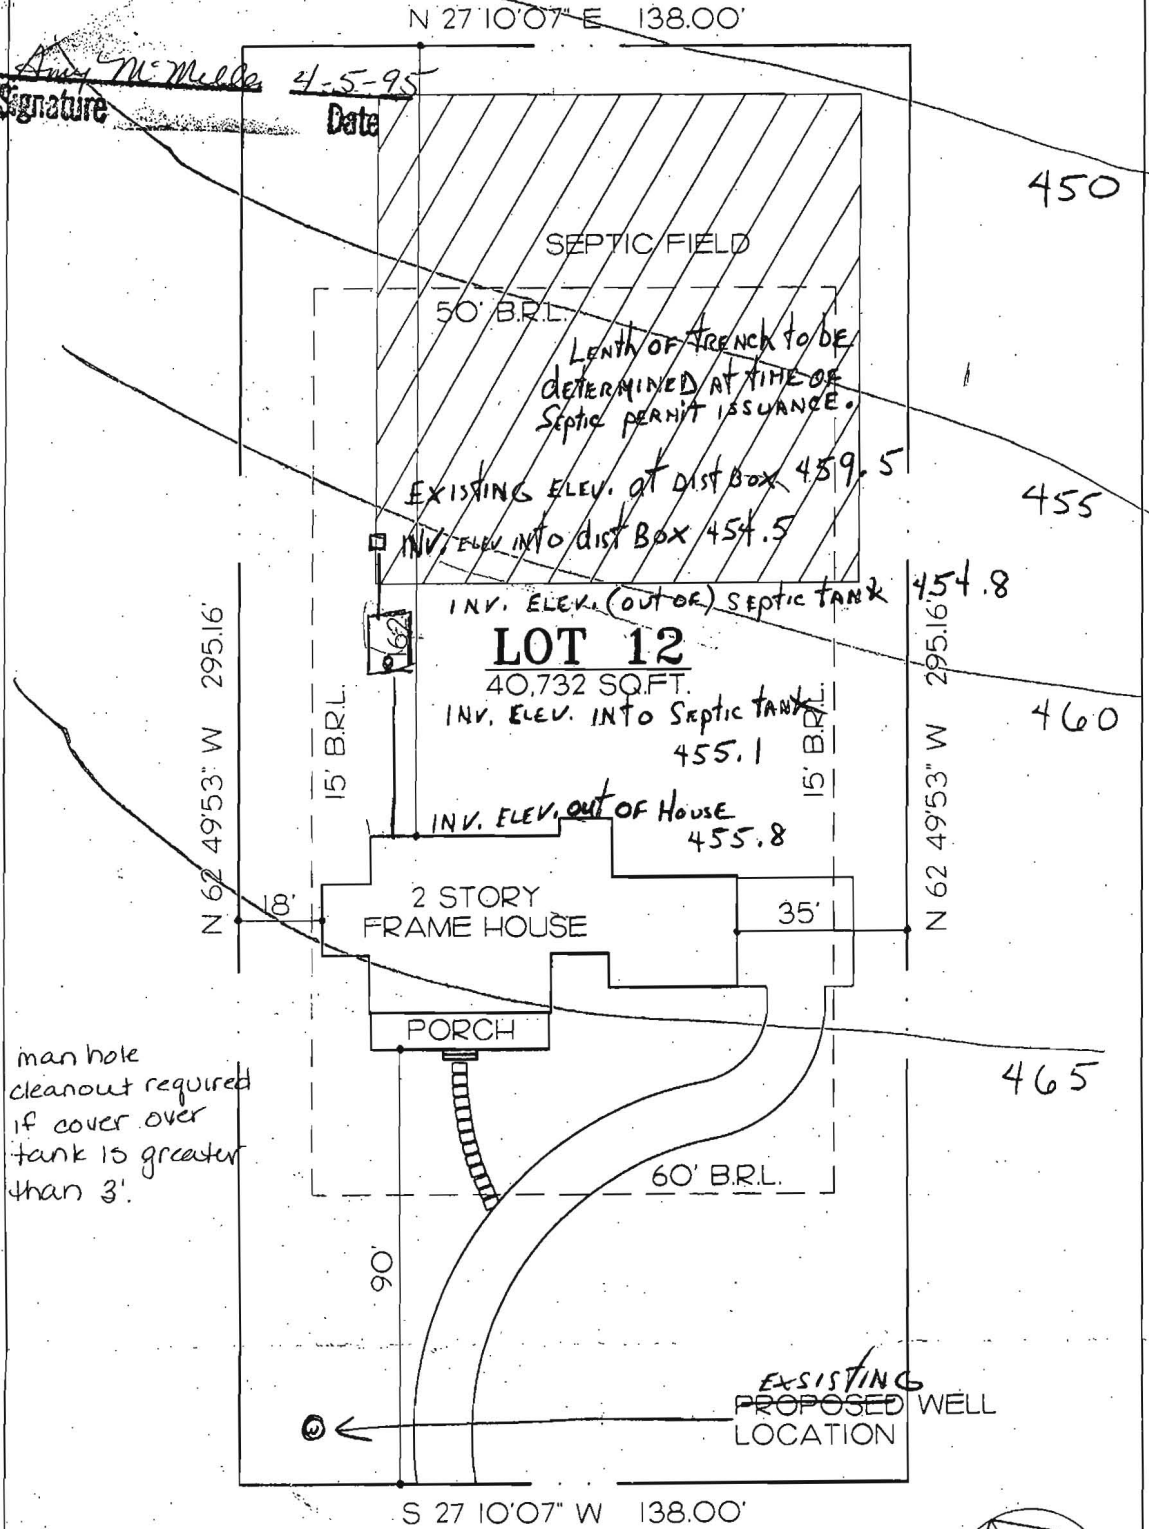 N 27 10'07" E 138.00'
Amy McMillen 4-5-95
Signature Date
450
SEPTIC FIELD
50' B.R.L.
LENth OF TRENCH to bE
dETERMINED AT tIME OF
SEptic pERMIT ISSUANCE.
EXISTING ELEV. at Dist Box 459.5
455
INV. ELEV INto dist Box 454.5
INV. ELEV. (out of) SEptic tANK 454.8
162'
LOT 12
40,732 SQ.FT.
INV. ELEV. INto SEptic tANK
455.1
460
N 62 49'53" W 295.16'
15' B.R.L.
15' B.R.L.
N 62 49'53" W 295.16'
INV. ELEV. out OF HousE
455.8
18'
2 STORY
FRAME HOUSE
35'
PORCH
465
man hole
cleanout required
if cover over
tank is greater
than 3'.
60' B.R.L.
90'
EXSISTING
PROPOSED WELL
LOCATION
W
S 27 10'07" W 138.00'